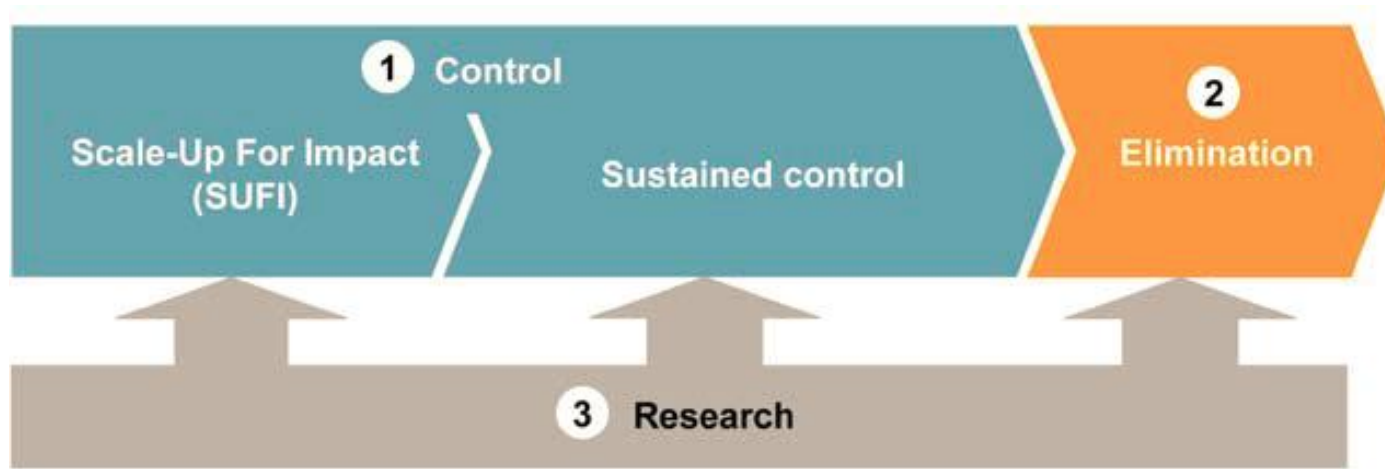 1 Control
Scale-Up For Impact
(SUFI)
Sustained control
2
Elimination
3 Research